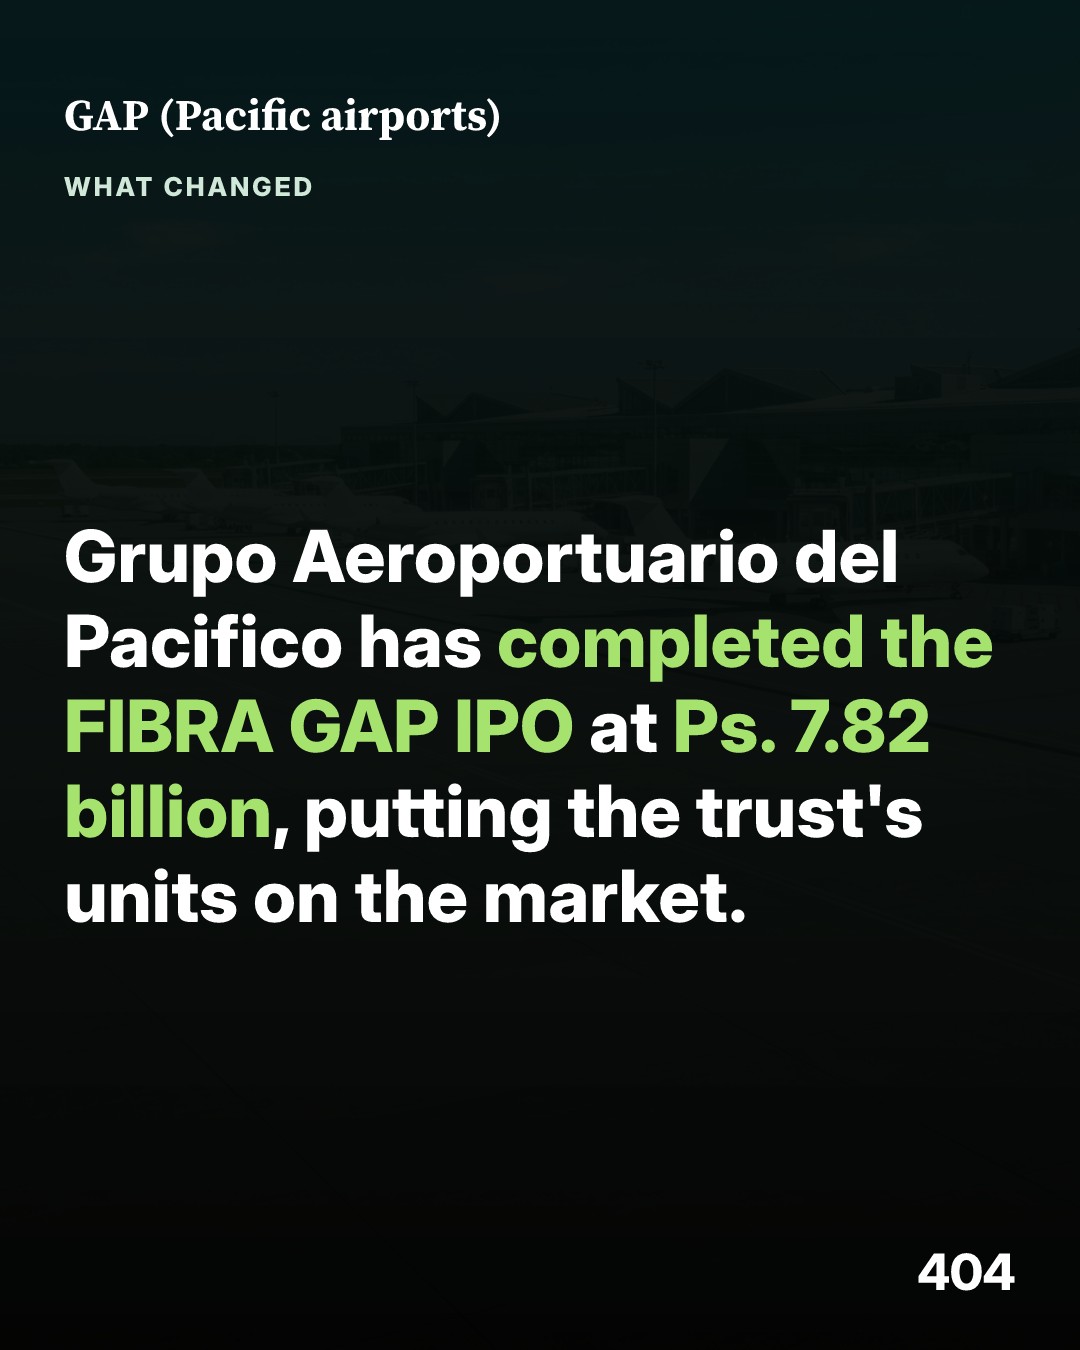 GAP (Pacific airports)
WHAT CHANGED
Grupo Aeroportuario del
Pacifico has completed the
FIBRA GAP IPO at Ps. 7.82
billion, putting the trust's
units on the market.
404